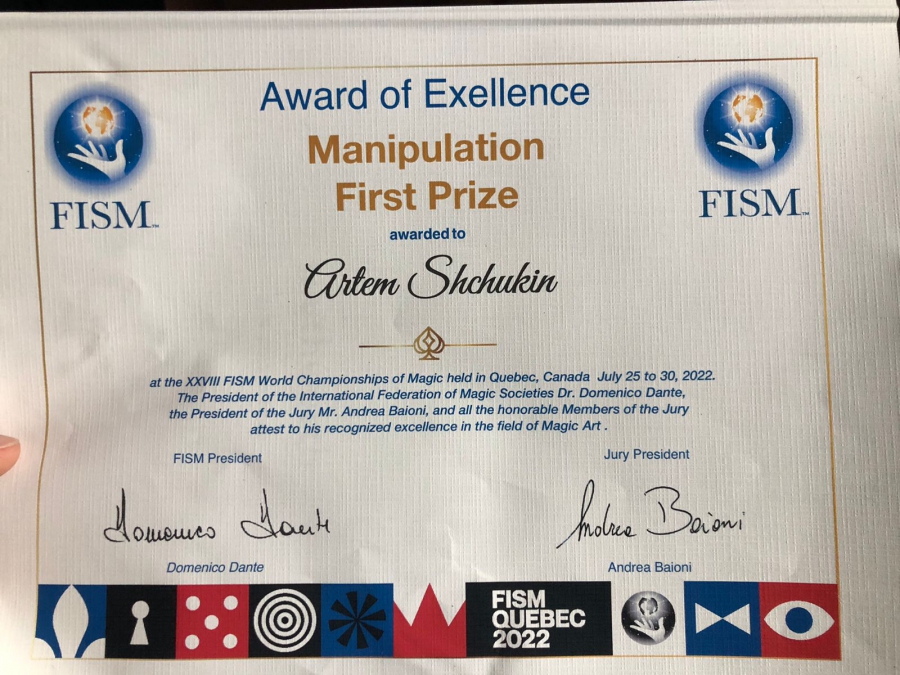 Award of Exellence
Manipulation
First Prize
awarded to
Artem Shchukin
FISM™
FISM™
at the XXVIII FISM World Championships of Magic held in Quebec, Canada July 25 to 30, 2022.
The President of the International Federation of Magic Societies Dr. Domenico Dante,
the President of the Jury Mr. Andrea Baioni, and all the honorable Members of the Jury
attest to his recognized excellence in the field of Magic Art .
FISM President
Jury President
Domenico Dante
Andrea Baioni
Domenico Dante
Andrea Baioni
FISM
QUEBEC
2022